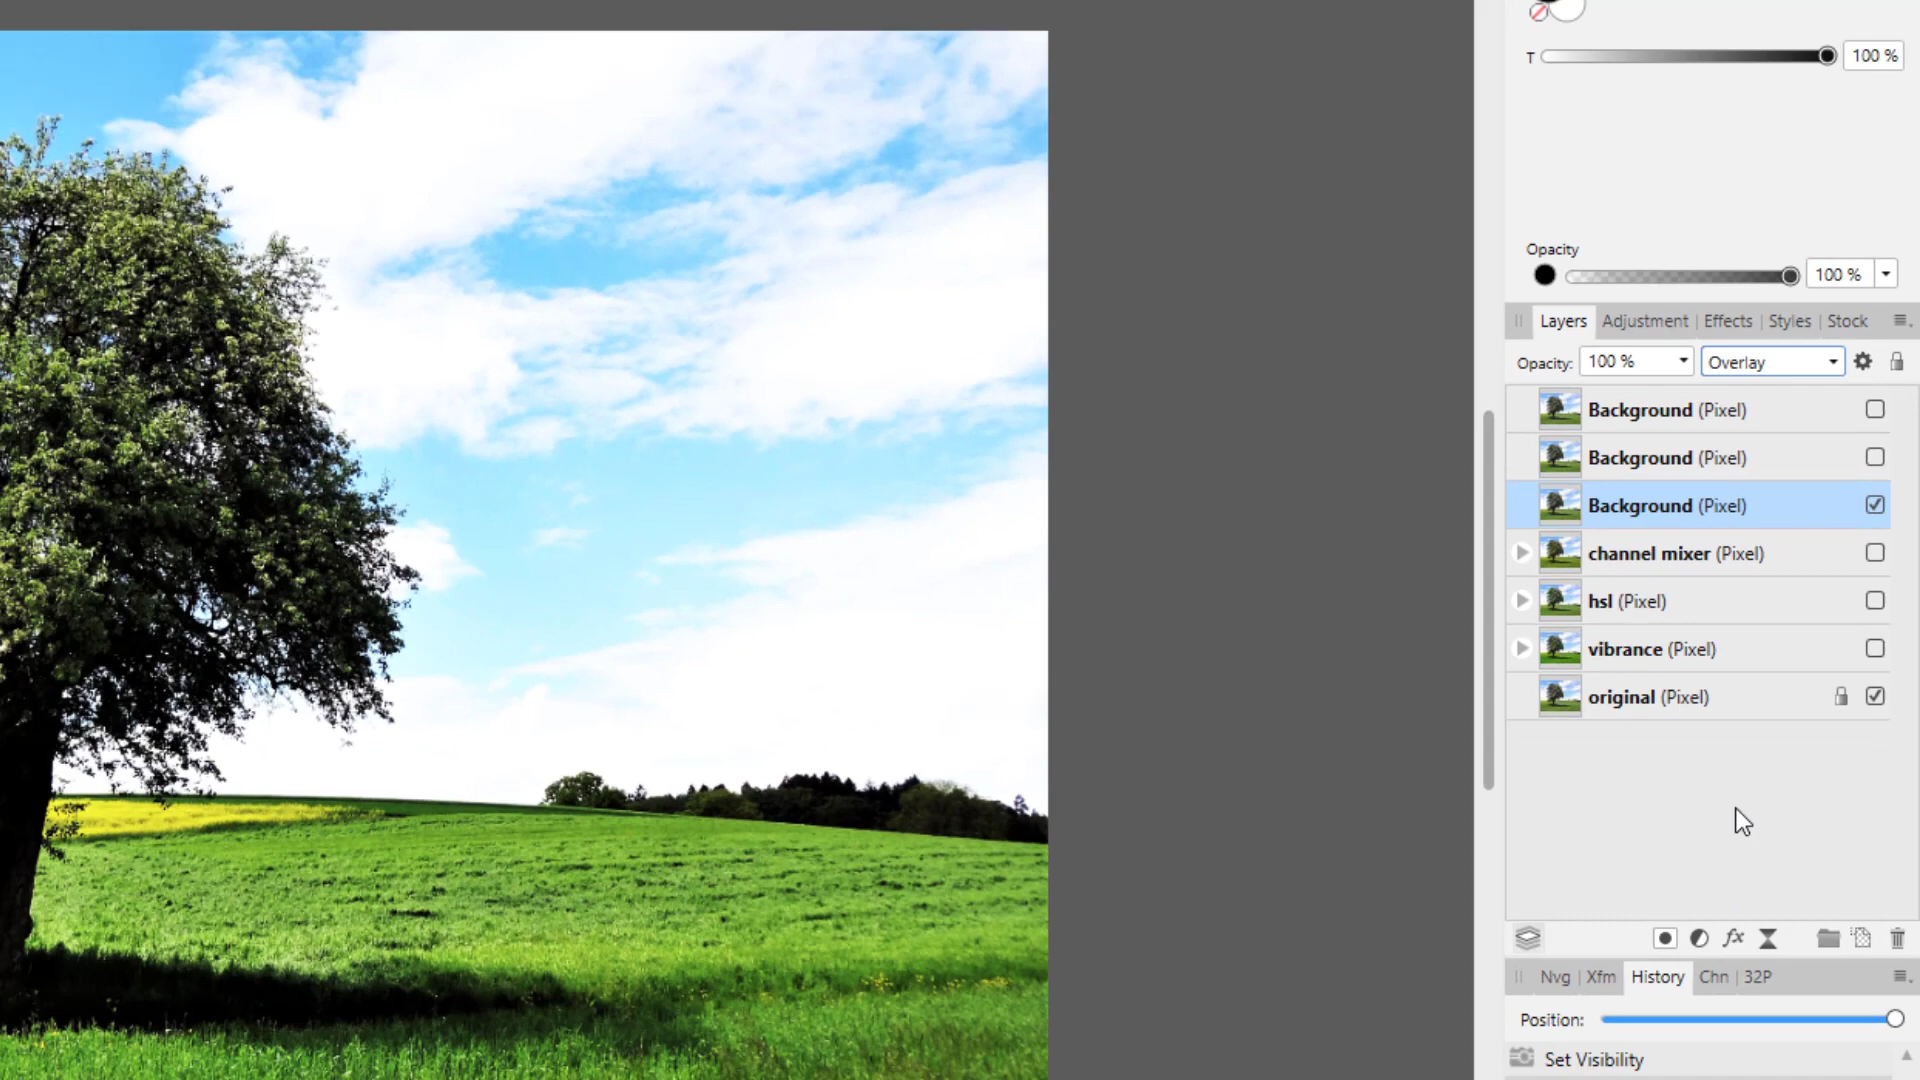 T 100 %
Opacity
100 %
Layers Adjustment Effects Styles Stock
Opacity: 100 % Overlay
Background (Pixel)
Background (Pixel)
Background (Pixel)
channel mixer (Pixel)
hsl (Pixel)
vibrance (Pixel)
original (Pixel)
fx
Nvg Xfm History Chn 32P
Position:
Set Visibility